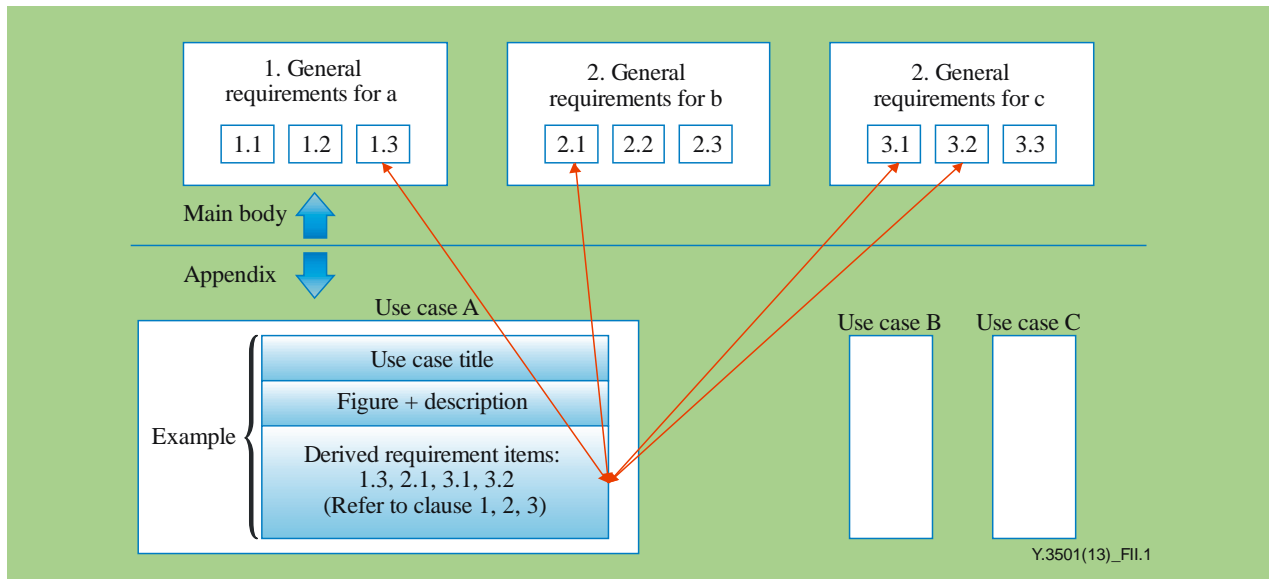 1. General
requirements for a
1.1 1.2 1.3
2. General
requirements for b
2.1 2.2 2.3
2. General
requirements for c
3.1 3.2 3.3
Main body
Appendix
Use case A
Example
Use case title
Figure + description
Derived requirement items:
1.3, 2.1, 3.1, 3.2
(Refer to clause 1, 2, 3)
Use case B
Use case C
Y.3501(13)_FII.1